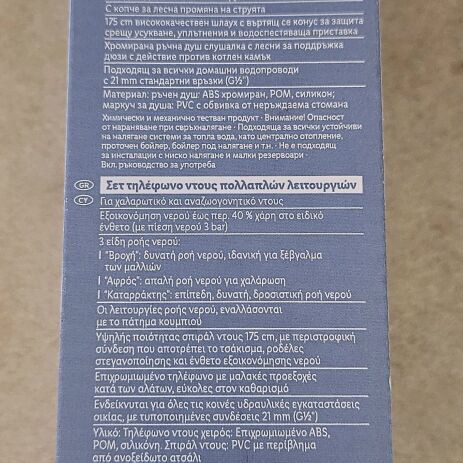 С копче за лесна промяна на струята
175 cm висококачествен шлаух с въртящ се конус за защита
срещу усукване, уплътнения и водоспестяваща приставка
Хромирана ръчна душ слушалка с лесни за поддръжка
дюзи с действие против котлен камък
Подходящ за всички домашни водопроводи
с 21 mm стандартни връзки (G½")
Материал: ръчен душ: ABS хромиран, POM, силикон;
маркуч за душа: PVC с обвивка от неръждаема стомана
Химически и механично тестван продукт · Внимание! Опасност
от нараняване при свръхналягане · Подходяща за всички устойчиви
на налягане системи за топла вода, като централно отопление,
проточен бойлер, бойлер под налягане и т.н. · Не е подходящ
за инсталации с ниско налягане и малки резервоари ·
Вкл. ръководство за употреба
GR Σετ τηλέφωνο ντους πολλαπλών λειτουργιών
CY Για χαλαρωτικό και αναζωογονητικό ντους
Εξοικονόμηση νερού έως περ. 40 % χάρη στο ειδικό
ένθετο (με πίεση νερού 3 bar)
3 είδη ροής νερού:
I "Βροχή": δυνατή ροή νερού, ιδανική για ξέβγαλμα
των μαλλιών
I "Αφρός": απαλή ροή νερού για χαλάρωση
I "Καταρράκτης": επίπεδη, δυνατή, δροσιστική ροή νερού
Οι λειτουργίες ροής νερού, εναλλάσονται
με το πάτημα κουμπιού
Υψηλής ποιότητας σπιράλ ντους 175 cm, με περιστροφική
σύνδεση που αποτρέπει το τσάκισμα, ροδέλες
στεγανοποίησης και ένθετο εξοικονόμησης νερού
Επιχρωμιωμένο τηλέφωνο με μαλακές προεξοχές
κατά των αλάτων, εύκολες στον καθαρισμό
Ενδείκνυται για όλες τις κοινές υδραυλικές εγκαταστάσεις
οικίας, με τυποποιημένες συνδέσεις 21 mm (G½")
Υλικό: Τηλέφωνο ντους χειρός: Επιχρωμιωμένο ABS,
POM, σιλικόνη. Σπιράλ ντους: PVC με περίβλημα
από ανοξείδωτο ατσάλι